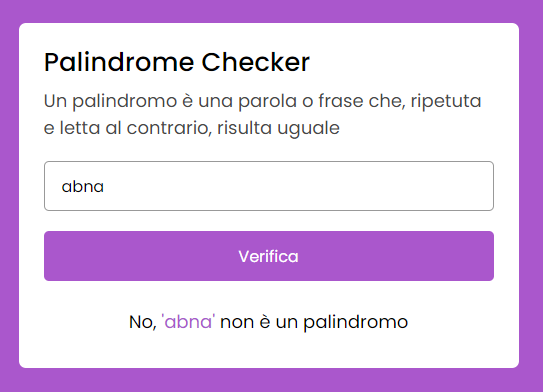 Palindrome Checker
Un palindromo è una parola o frase che, ripetuta
e letta al contrario, risulta uguale
abna
Verifica
No, 'abna' non è un palindromo